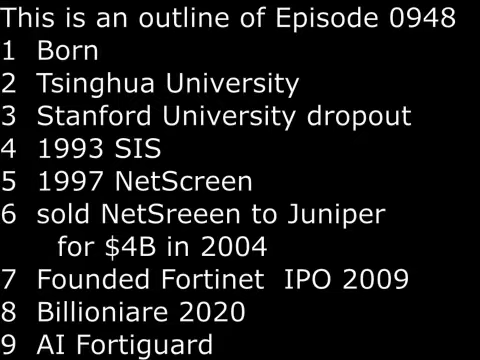 This is an outline of Episode 0948
1 Born
2 Tsinghua University
3 Stanford University dropout
4 1993 SIS
5 1997 NetScreen
6 sold NetSreeen to Juniper
for $4B in 2004
7 Founded Fortinet IPO 2009
8 Billioniare 2020
9 AI Fortiguard